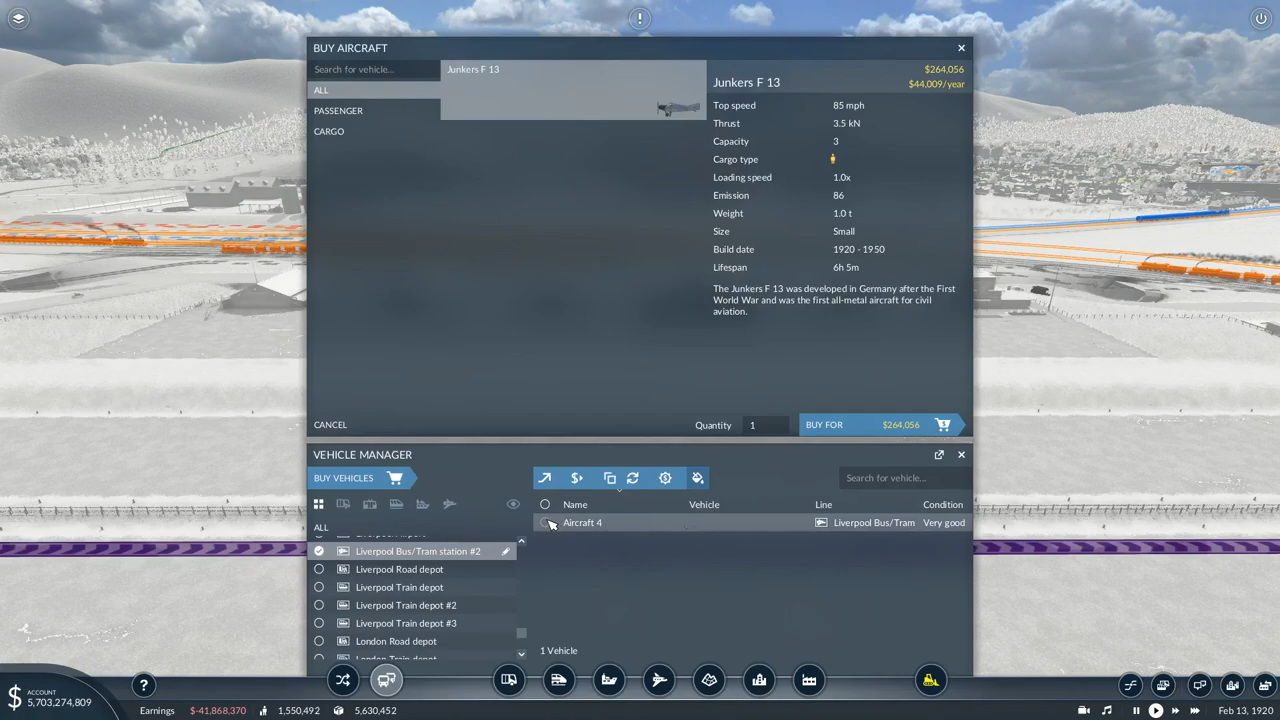 BUY AIRCRAFT
Search for vehicle...
ALL
PASSENGER
CARGO
Junkers F 13
Junkers F 13
$264,056
$44,009/year
Top speed 85 mph
Thrust 3.5 kN
Capacity 3
Cargo type
Loading speed 1.0x
Emission 86
Weight 1.0 t
Size Small
Build date 1920 - 1950
Lifespan 6h 5m
The Junkers F 13 was developed in Germany after the First
World War and was the first all-metal aircraft for civil
aviation.
CANCEL
Quantity 1
BUY FOR $264,056
VEHICLE MANAGER
BUY VEHICLES
Search for vehicle...
ALL
Liverpool Bus/Tram station #2
Liverpool Road depot
Liverpool Train depot
Liverpool Train depot #2
Liverpool Train depot #3
London Road depot
London Train depot
Name Vehicle Line Condition
Aircraft 4 Liverpool Bus/Tram Very good
1 Vehicle
ACCOUNT
$ 5,703,274,809
?
Earnings $-41,868,370 1,550,492 5,630,452
Feb 13, 1920